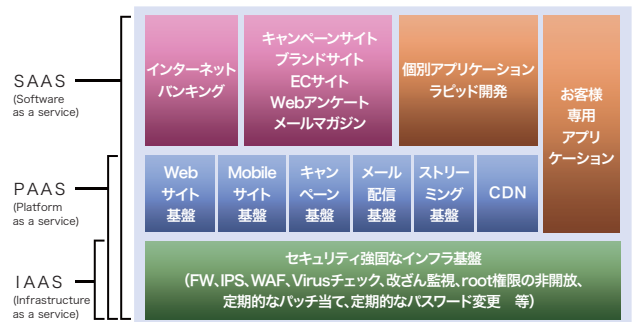 SAAS
(Software
as a service)
PAAS
(Platform
as a service)
IAAS
(Infrastructure
as a service)
インターネット
バンキング
キャンペーンサイト
ブランドサイト
ECサイト
Webアンケート
メールマガジン
個別アプリケーション
ラピッド開発
お客様
専用
アプリ
ケーション
Web
サイト
基盤
Mobile
サイト
基盤
キャン
ペーン
基盤
メール
配信
基盤
ストリー
ミング
基盤
CDN
セキュリティ強固なインフラ基盤
(FW、IPS、WAF、Virusチェック、改ざん監視、root権限の非開放、
定期的なパッチ当て、定期的なパスワード変更　等)